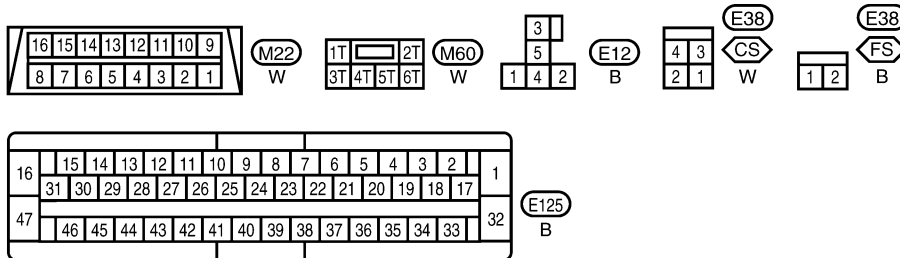 16 15 14 13 12 11 10 9
8 7 6 5 4 3 2 1
M22
W
1T 2T
3T 4T 5T 6T
M60
W
3
5
1 4 2
E12
B
4 3
2 1
E38
CS
W
1 2
E38
FS
B
16 15 14 13 12 11 10 9 8 7 6 5 4 3 2 1
31 30 29 28 27 26 25 24 23 22 21 20 19 18 17
47 32
46 45 44 43 42 41 40 39 38 37 36 35 34 33
E125
B